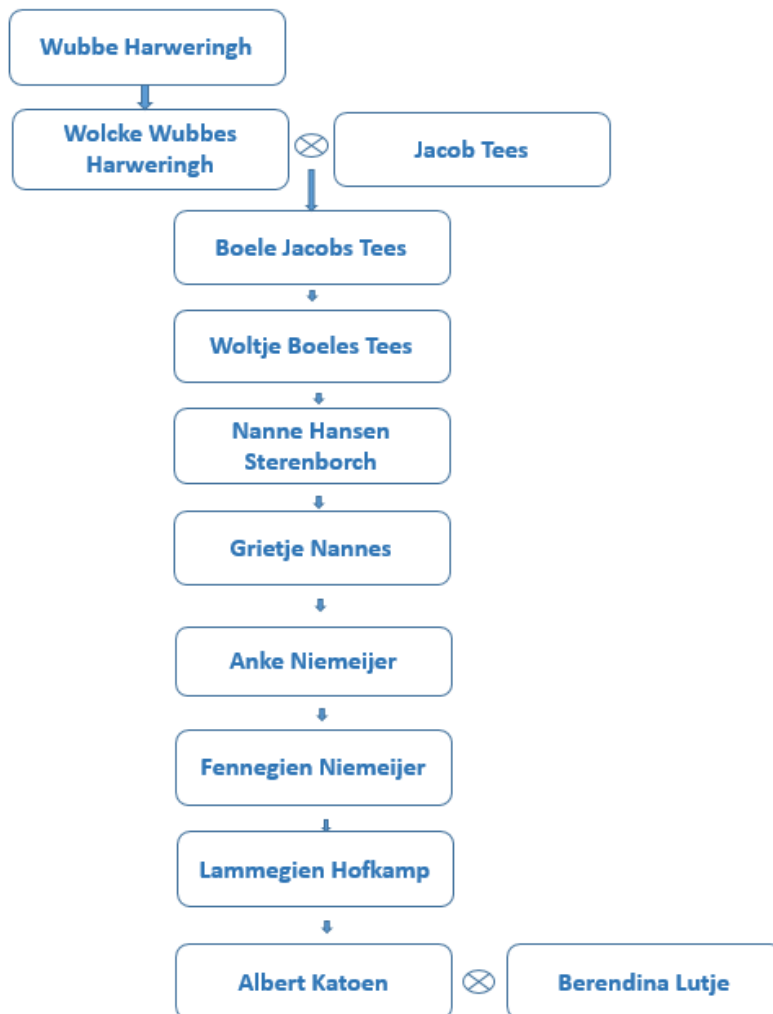 Wubbe Harweringh
Wolcke Wubbes
Harweringh
Jacob Tees
Boele Jacobs Tees
Woltje Boeles Tees
Nanne Hansen
Sterenborch
Grietje Nannes
Anke Niemeijer
Fennegien Niemeijer
Lammegien Hofkamp
Albert Katoen
Berendina Lutje